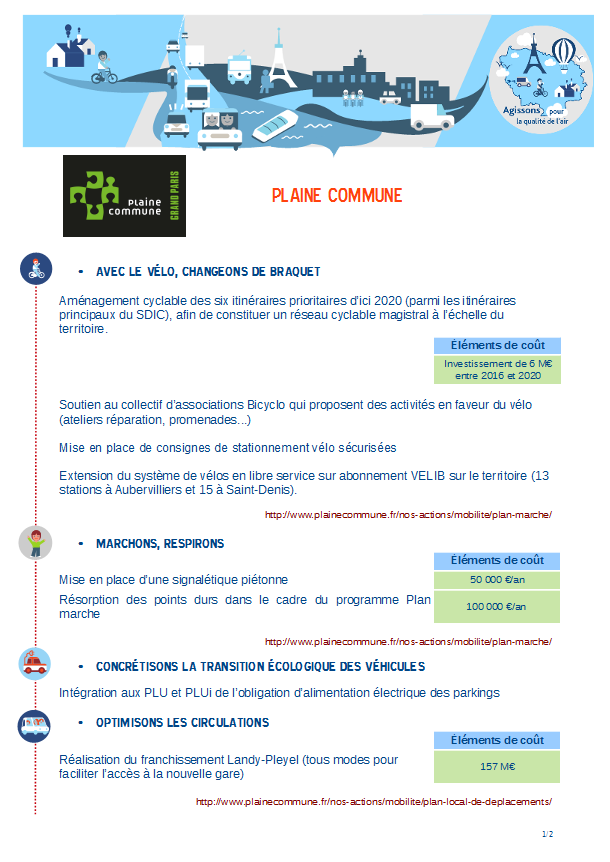 Agissons pour
la qualité de l'air
plaine
commune
GRAND PARIS
PLAINE COMMUNE
• AVEC LE VÉLO, CHANGEONS DE BRAQUET
Aménagement cyclable des six itinéraires prioritaires d'ici 2020 (parmi les itinéraires
principaux du SDIC), afin de constituer un réseau cyclable magistral à l'échelle du
territoire.
Éléments de coût
Investissement de 6 M€
entre 2016 et 2020
Soutien au collectif d'associations Bicyclo qui proposent des activités en faveur du vélo
(ateliers réparation, promenades...)
Mise en place de consignes de stationnement vélo sécurisées
Extension du système de vélos en libre service sur abonnement VELIB sur le territoire (13
stations à Aubervilliers et 15 à Saint-Denis).
http://www.plainecommune.fr/nos-actions/mobilite/plan-marche/
• MARCHONS, RESPIRONS
Éléments de coût
Mise en place d'une signalétique piétonne
50 000 €/an
Résorption des points durs dans le cadre du programme Plan
marche
100 000 €/an
http://www.plainecommune.fr/nos-actions/mobilite/plan-marche/
• CONCRÉTISONS LA TRANSITION ÉCOLOGIQUE DES VÉHICULES
Intégration aux PLU et PLUi de l'obligation d'alimentation électrique des parkings
• OPTIMISONS LES CIRCULATIONS
Éléments de coût
Réalisation du franchissement Landy-Pleyel (tous modes pour
faciliter l'accès à la nouvelle gare)
157 M€
http://www.plainecommune.fr/nos-actions/mobilite/plan-local-de-deplacements/
1/2